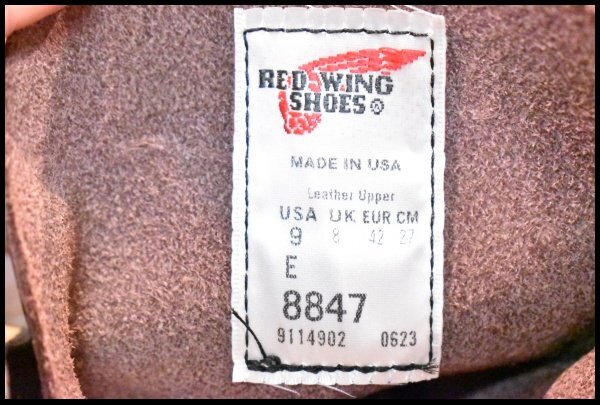 RED WING
SHOES®
MADE IN USA
Leather Upper
USA UK EUR CM
9 8 42 27
E
8847
9114902 0623